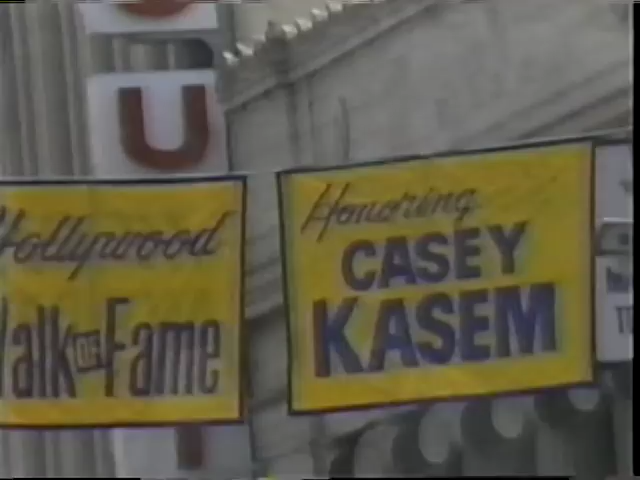 U
Hollywood
Walk OF Fame
Honoring
CASEY
KASEM